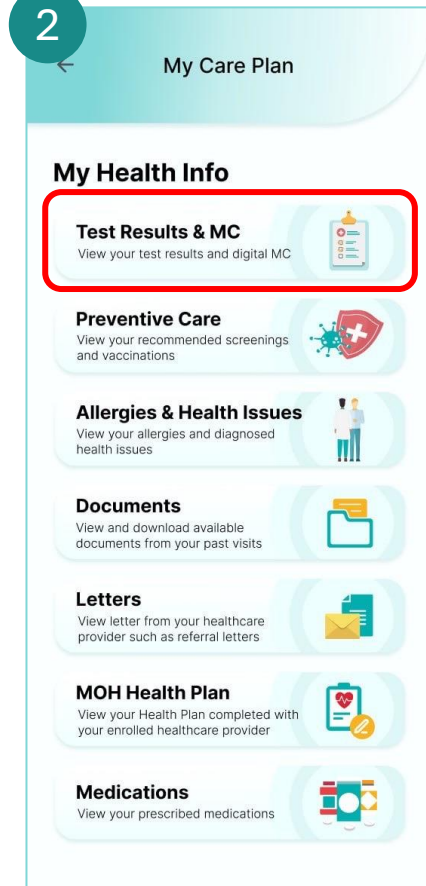 2
My Care Plan
My Health Info
Test Results & MC
View your test results and digital MC
Preventive Care
View your recommended screenings
and vaccinations
Allergies & Health Issues
View your allergies and diagnosed
health issues
Documents
View and download available
documents from your past visits
Letters
View letter from your healthcare
provider such as referral letters
MOH Health Plan
View your Health Plan completed with
your enrolled healthcare provider
Medications
View your prescribed medications